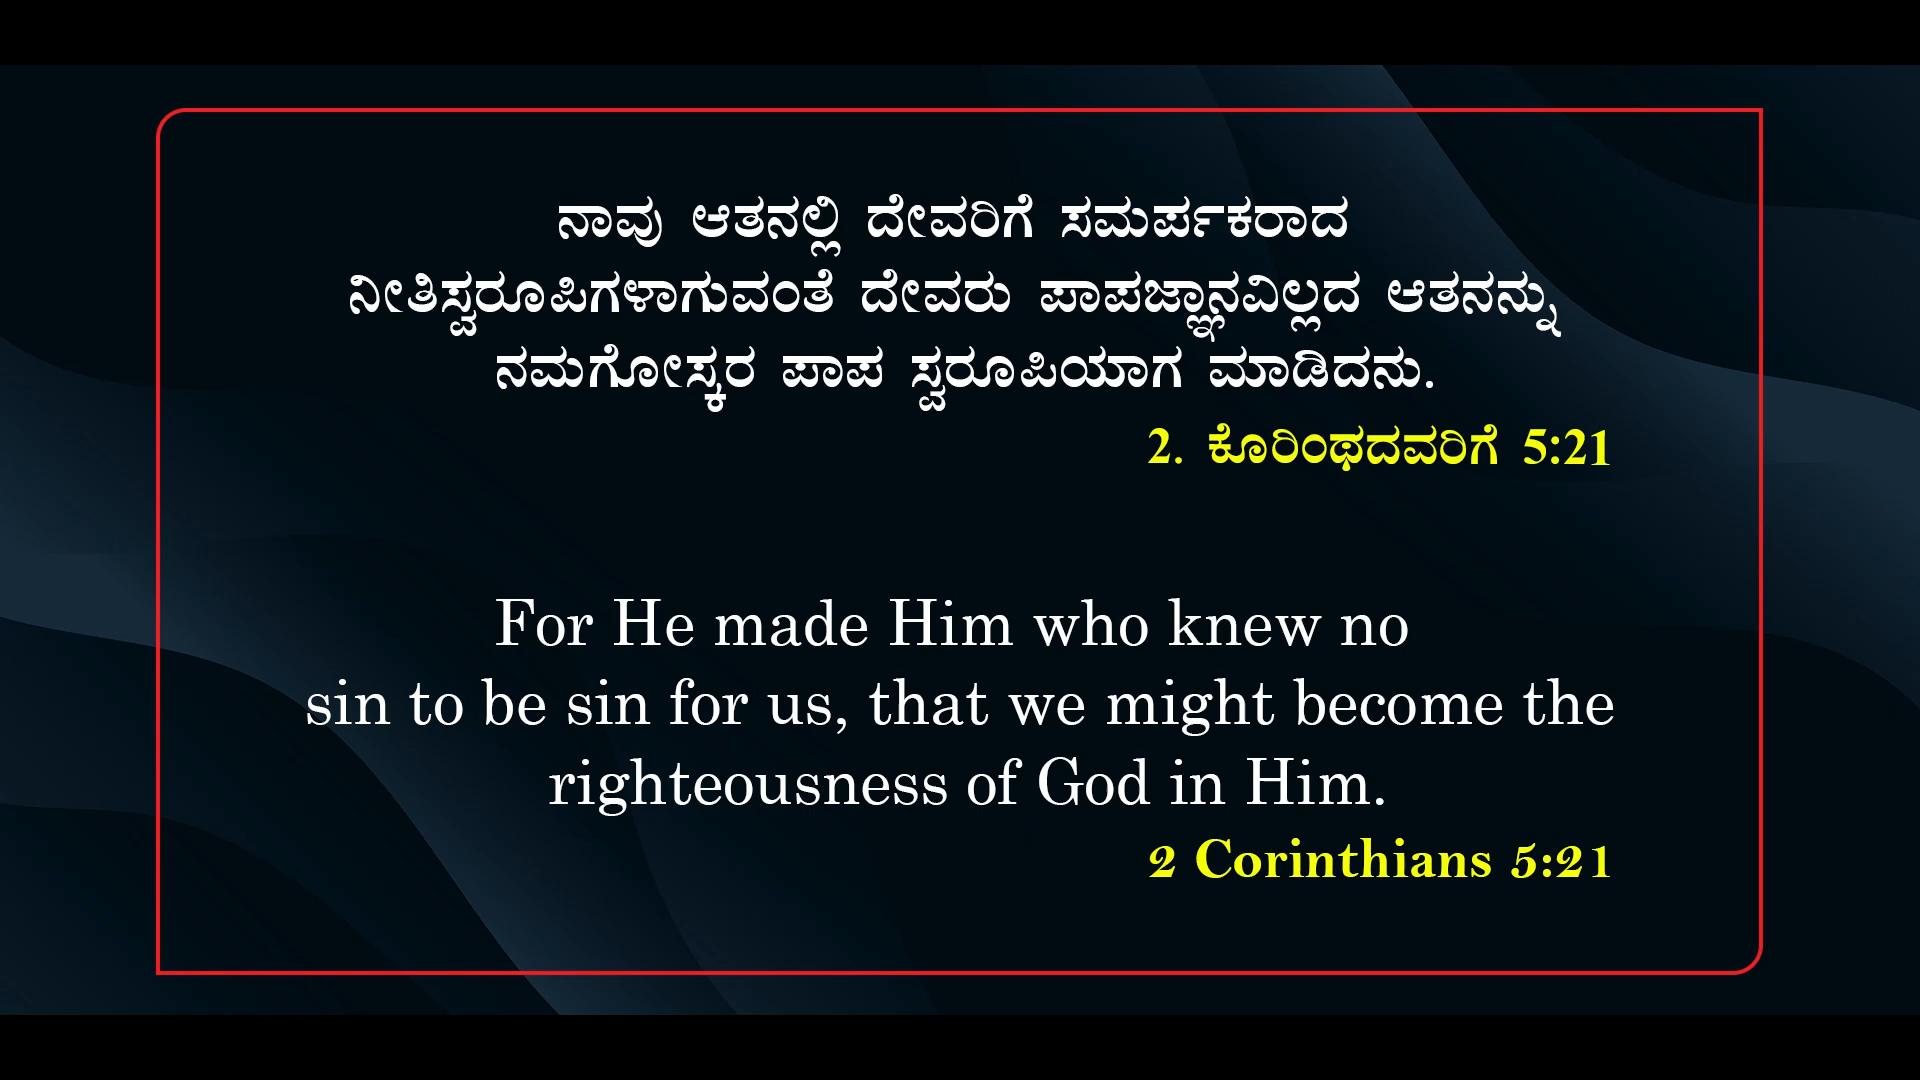 ನಾವು ಆತನಲ್ಲಿ ದೇವರಿಗೆ ಸಮರ್ಪಕರಾದ
ನೀತಿಸ್ವರೂಪಿಗಳಾಗುವಂತೆ ದೇವರು ಪಾಪಜ್ಞಾನವಿಲ್ಲದ ಆತನನ್ನು
ನಮಗೋಸ್ಕರ ಪಾಪ ಸ್ವರೂಪಿಯಾಗ ಮಾಡಿದನು.
2. ಕೊರಿಂಥದವರಿಗೆ 5:21
For He made Him who knew no
sin to be sin for us, that we might become the
righteousness of God in Him.
2 Corinthians 5:21